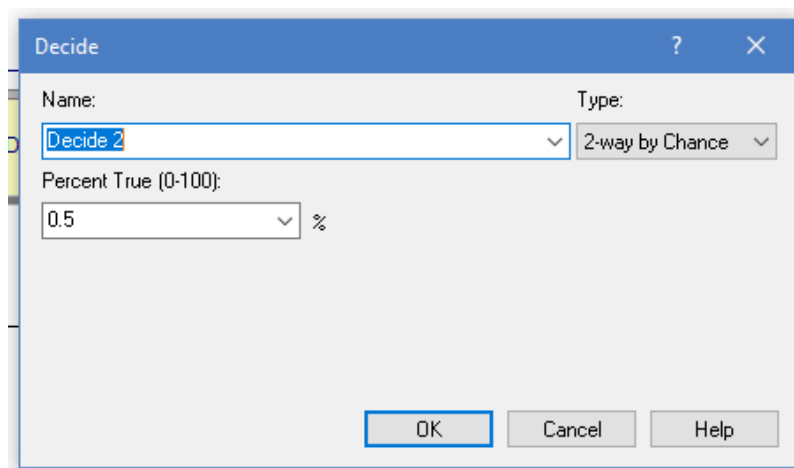 Decide ?
Name: Type:
Decide 2 2-way by Chance
Percent True (0-100):
0.5 %
OK Cancel Help